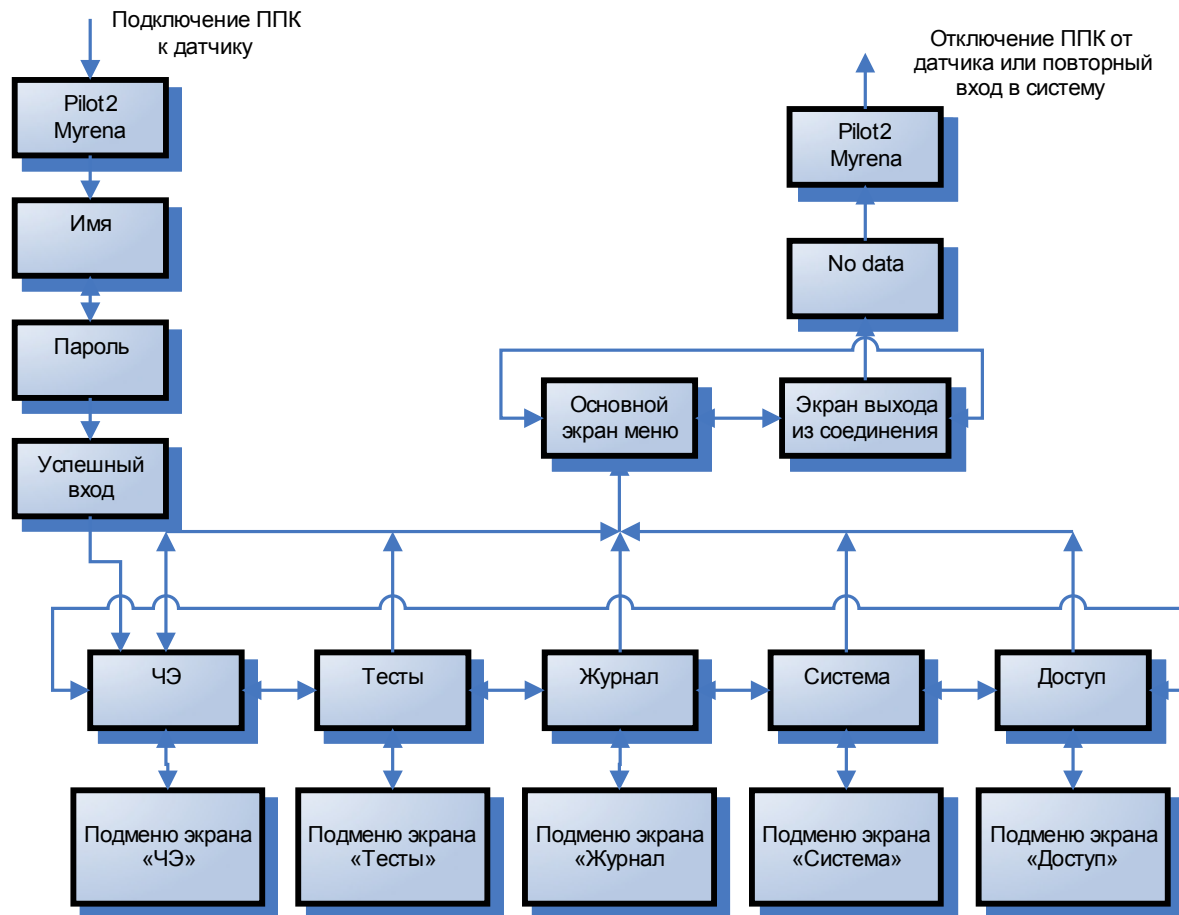 Подключение ППК
к датчику
Pilot2
Myrena
Имя
Пароль
Успешный
вход
Отключение ППК от
датчика или повторный
вход в систему
Pilot2
Myrena
No data
Основной
экран меню
Экран выхода
из соединения
ЧЭ
Тесты
Журнал
Система
Доступ
Подменю экрана
«ЧЭ»
Подменю экрана
«Тесты»
Подменю экрана
«Журнал
Подменю экрана
«Система»
Подменю экрана
«Доступ»